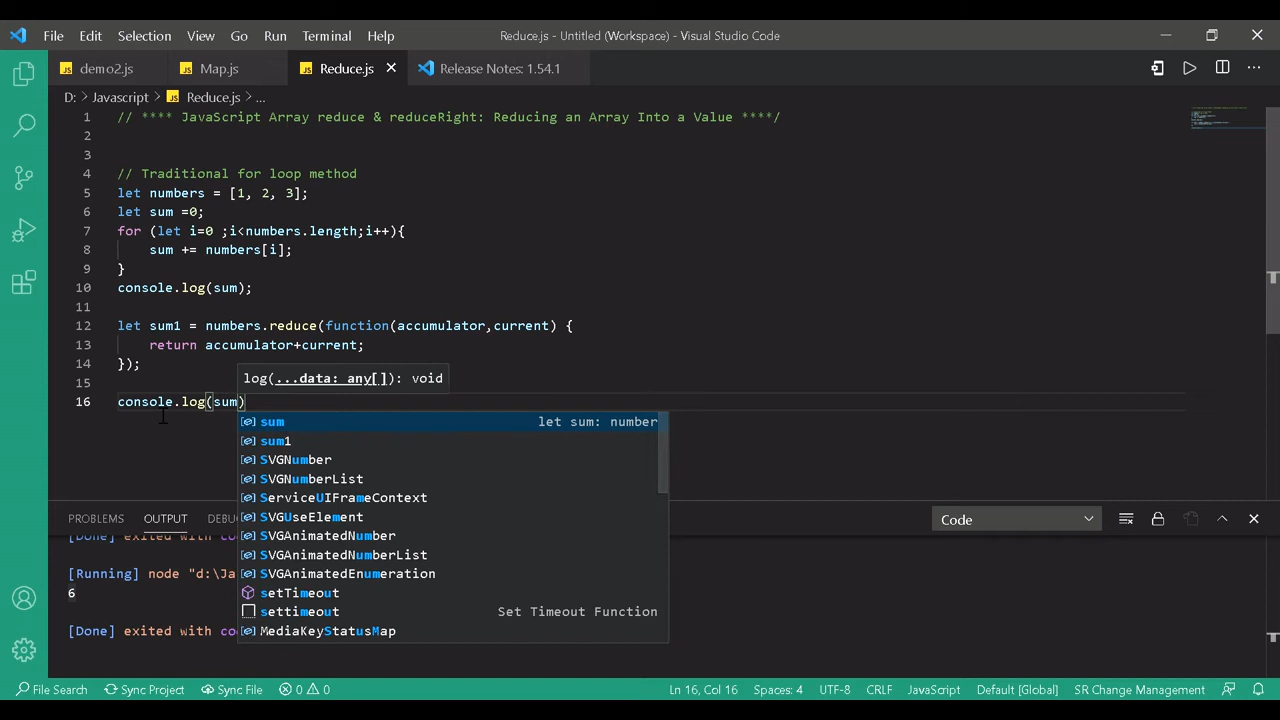 File Edit Selection View Go Run Terminal Help Reduce.js - Untitled (Workspace) - Visual Studio Code
demo2.js Map.js Reduce.js Release Notes: 1.54.1
D: > Javascript > Reduce.js > ...
1 // **** JavaScript Array reduce & reduceRight: Reducing an Array Into a Value ****/
2
3
4 // Traditional for loop method
5 let numbers = [1, 2, 3];
6 let sum =0;
7 for (let i=0 ;i<numbers.length;i++){
8 sum += numbers[i];
9 }
10 console.log(sum);
11
12 let sum1 = numbers.reduce(function(accumulator,current) {
13 return accumulator+current;
14 });
log(...data: any[]): void
15
16 console.log(sum)
sum let sum: number
sum1
SVGNumber
SVGNumberList
ServiceUIFrameContext
SVGUseElement
SVGAnimatedNumber
SVGAnimatedNumberList
SVGAnimatedEnumeration
setTimeout
settimeout Set Timeout Function
MediaKeyStatusMap
PROBLEMS OUTPUT DEBU Code
[Done] exited with co
[Running] node "d:\Ja
6
[Done] exited with co
File Search Sync Project Sync File 0 0 Ln 16, Col 16 Spaces: 4 UTF-8 CRLF JavaScript Default [Global] SR Change Management